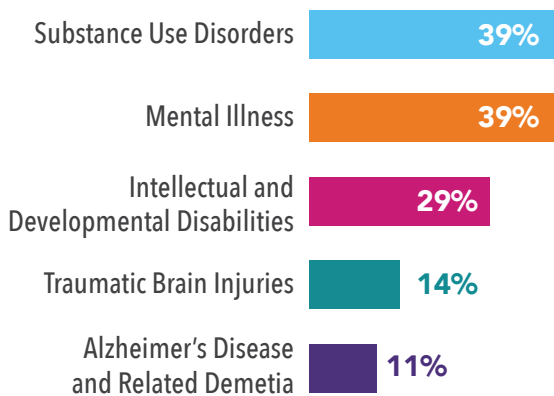 Substance Use Disorders 39%
Mental Illness 39%
Intellectual and
Developmental Disabilities 29%
Traumatic Brain Injuries 14%
Alzheimer's Disease
and Related Demetia 11%